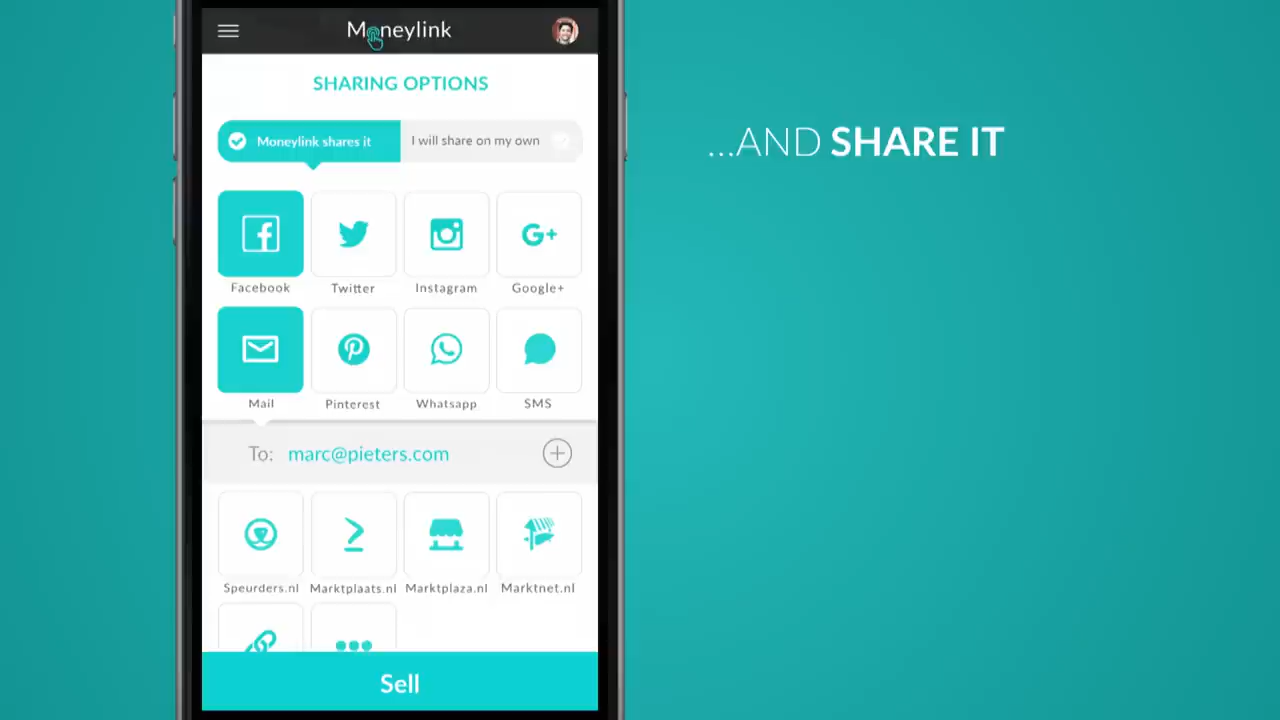 Moneylink
SHARING OPTIONS
Moneylink shares it
I will share on my own
...AND SHARE IT
G+
Facebook
Twitter
Instagram
Google+
Mail
Pinterest
Whatsapp
SMS
To: marc@pieters.com
Speurders.nl
Marktplaats.nl
Marktplaza.nl
Marktnet.nl
Sell